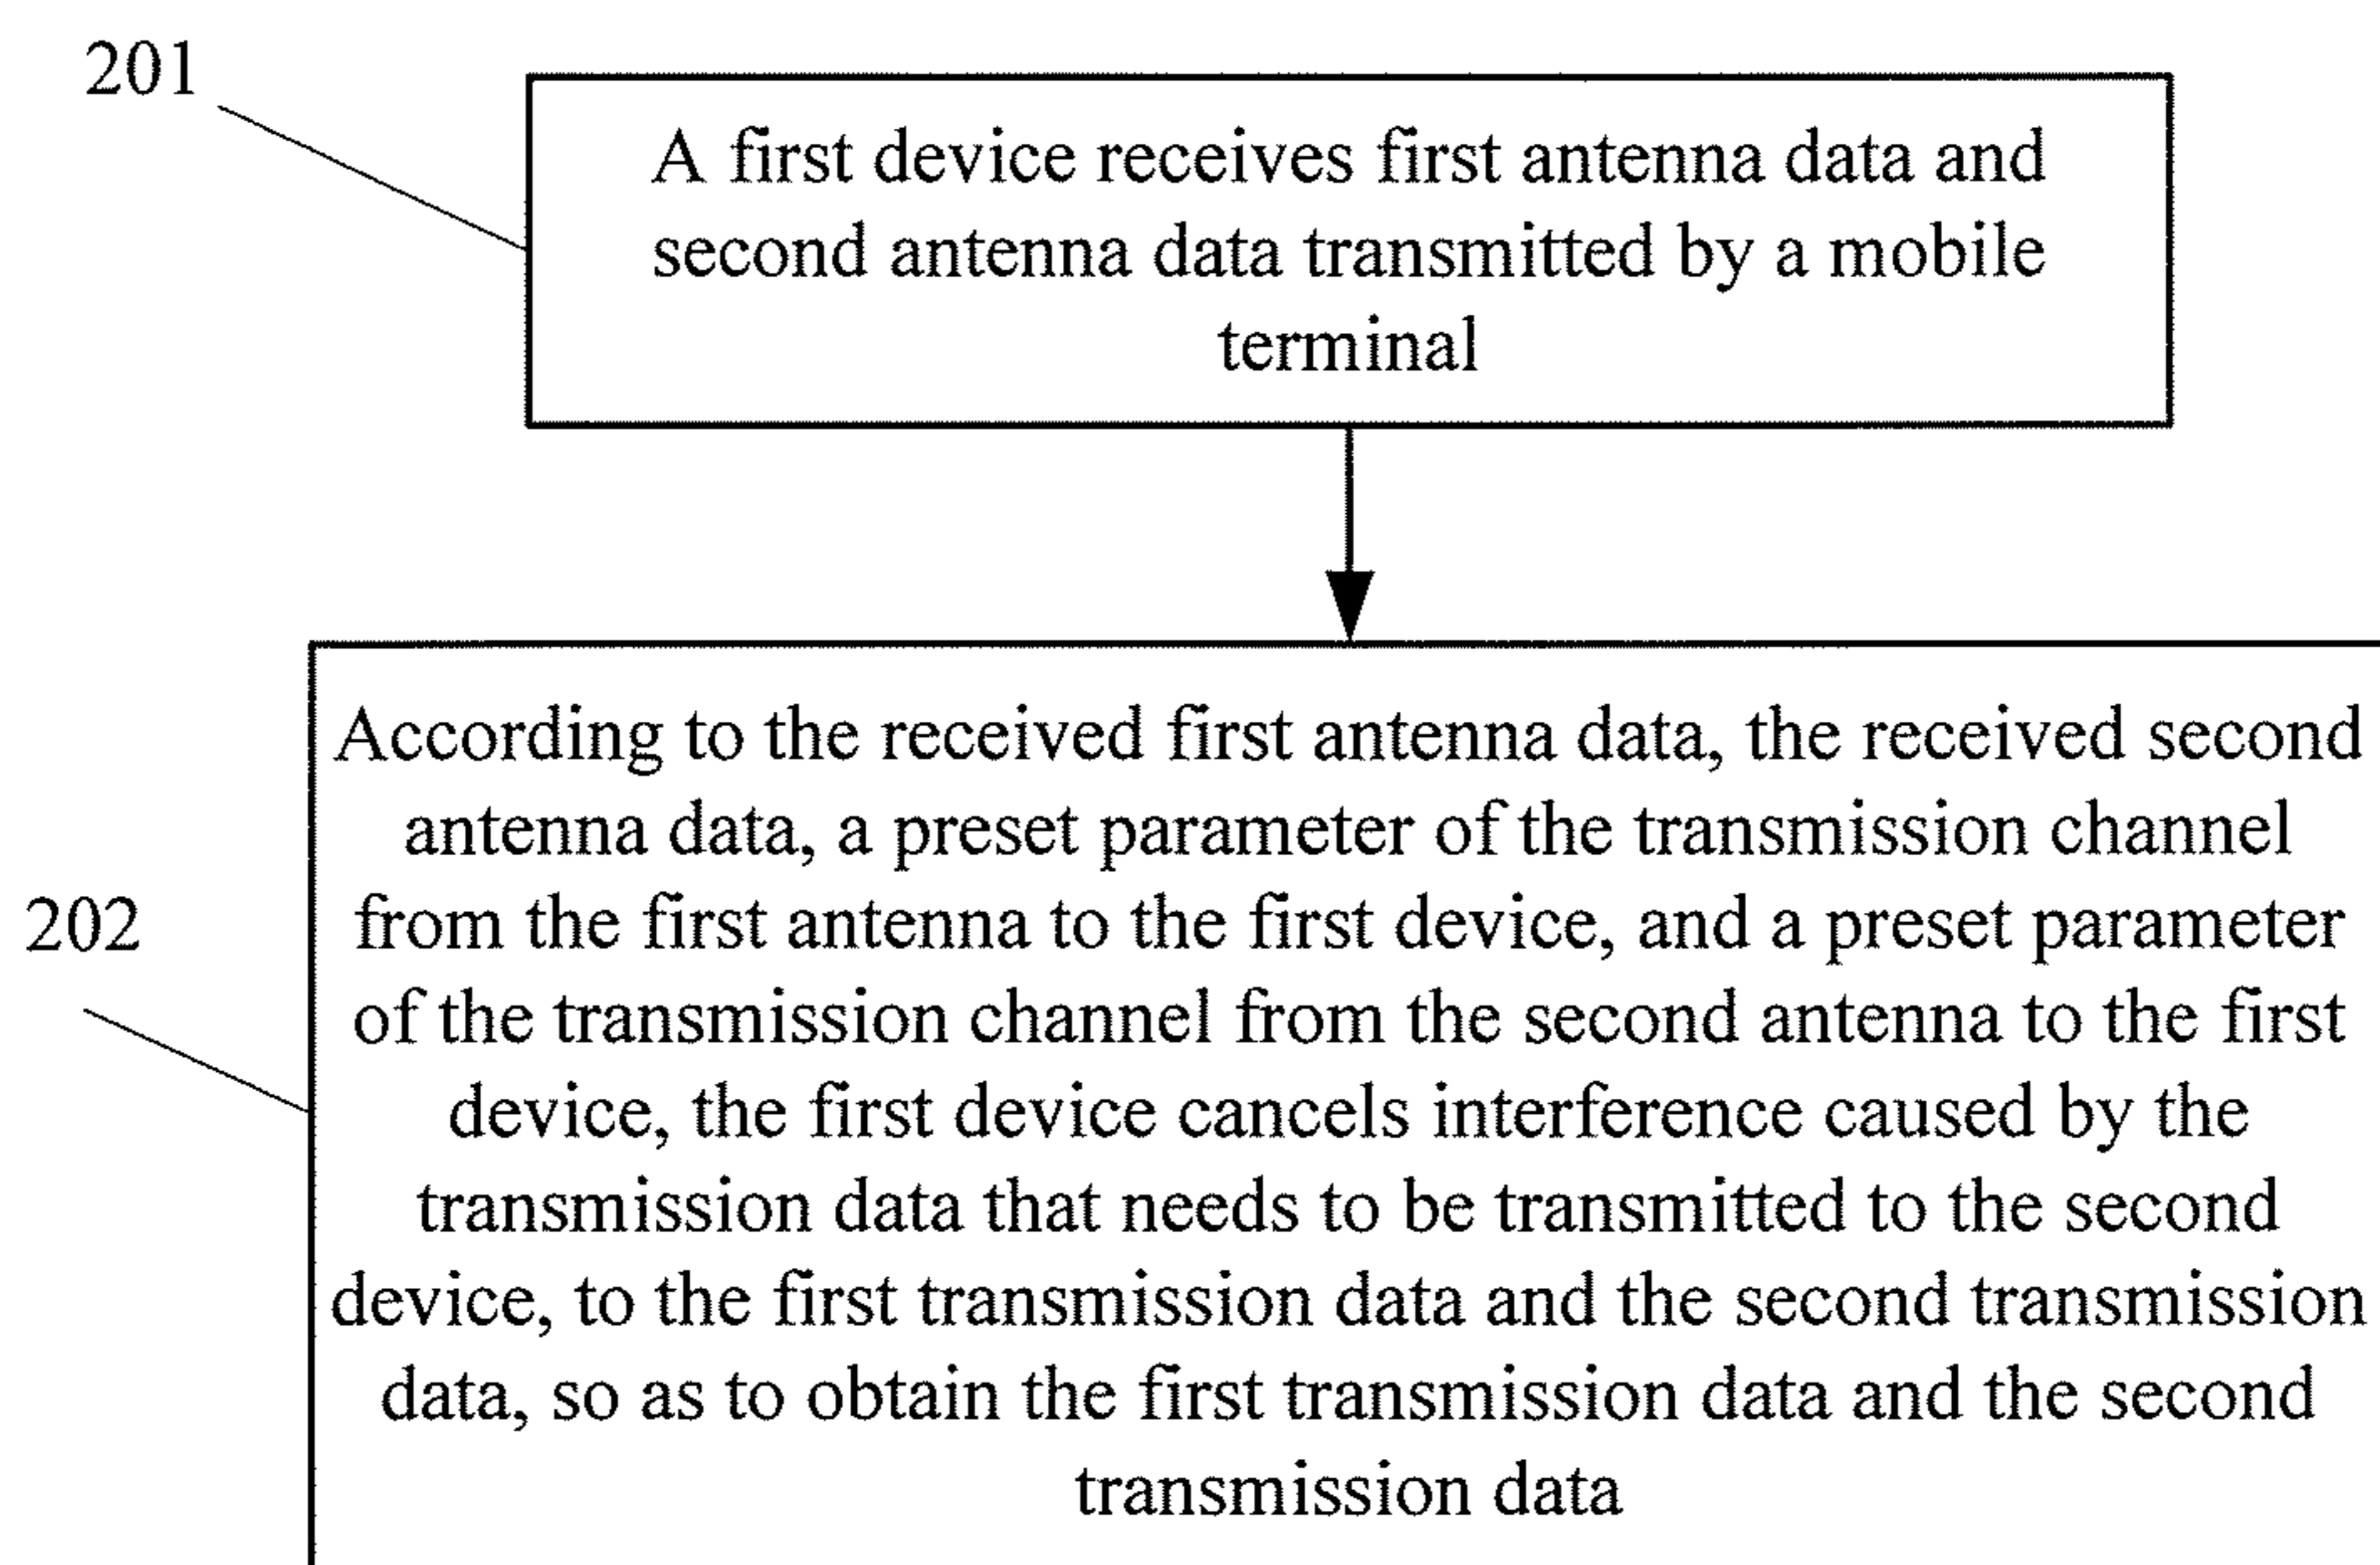 201
A first device receives first antenna data and
second antenna data transmitted by a mobile
terminal
According to the received first antenna data, the received second
antenna data, a preset parameter of the transmission channel
from the first antenna to the first device, and a preset parameter
202
of the transmission channel from the second antenna to the first
device, the first device cancels interference caused by the
transmission data that needs to be transmitted to the second
device, to the first transmission data and the second transmission
data, so as to obtain the first transmission data and the second
transmission data